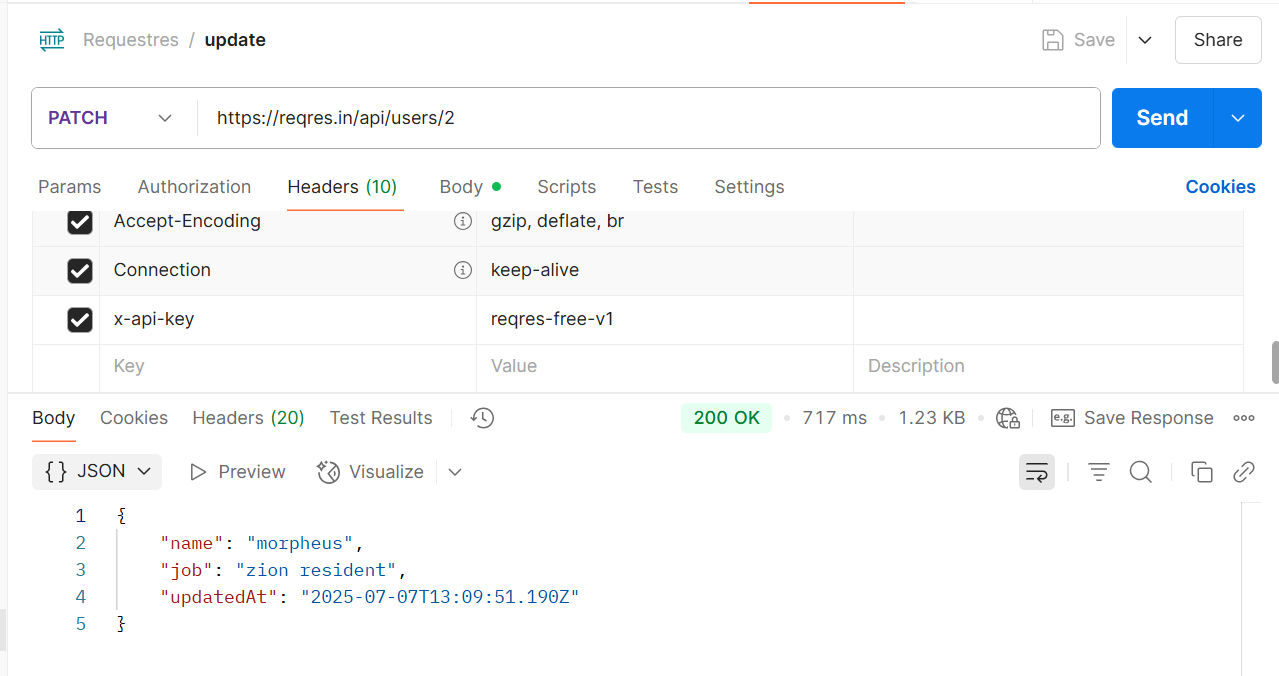 HTTP Requestres / update Save Share
PATCH https://reqres.in/api/users/2 Send
Params Authorization Headers (10) Body Scripts Tests Settings Cookies
Accept-Encoding gzip, deflate, br
Connection keep-alive
x-api-key reqres-free-v1
Key Value Description
Body Cookies Headers (20) Test Results 200 OK 717 ms 1.23 KB e.g. Save Response
{} JSON Preview Visualize
1 {
2 "name": "morpheus",
3 "job": "zion resident",
4 "updatedAt": "2025-07-07T13:09:51.190Z"
5 }